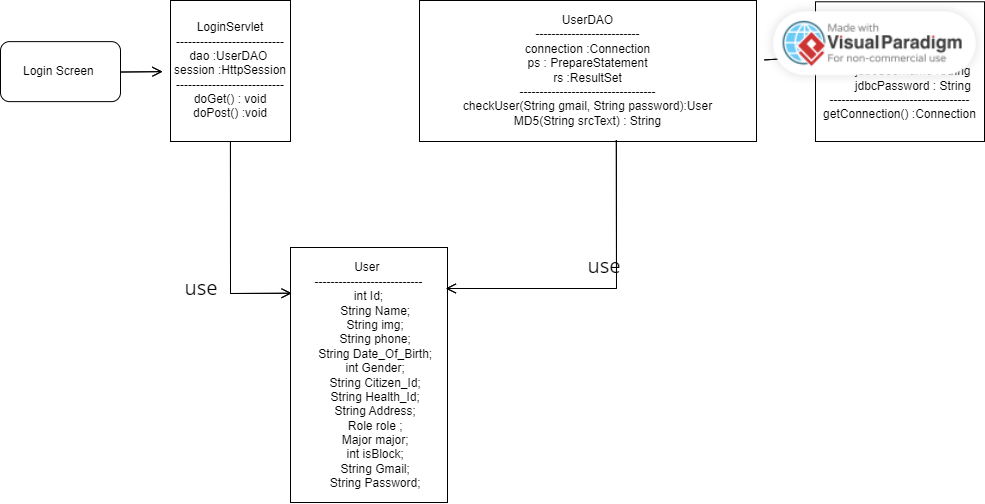 Login Screen
LoginServlet
---------------------------
dao :UserDAO
session :HttpSession
---------------------------
doGet() : void
doPost() :void
UserDAO
--------------------------
connection :Connection
ps : PrepareStatement
rs :ResultSet
----------------------------------
checkUser(String gmail, String password):User
MD5(String srcText) : String
Made with
VisualParadigm
For non-commercial use
jdbcPassword : String
-----------------------------------
getConnection() :Connection
use
use
User
---------------------------
int Id;
String Name;
String img;
String phone;
String Date_Of_Birth;
int Gender;
String Citizen_Id;
String Health_Id;
String Address;
Role role ;
Major major;
int isBlock;
String Gmail;
String Password;